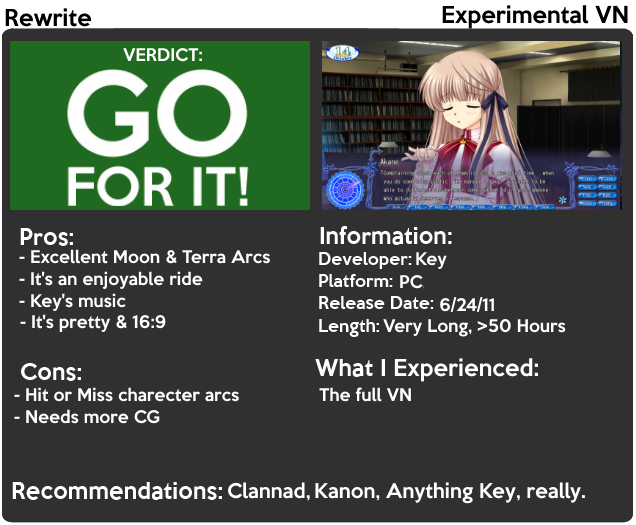 Rewrite
Experimental VN
VERDICT:
GO
FOR IT!
Akane
Pros:
- Excellent Moon & Terra Arcs
- It's an enjoyable ride
- Key's music
- It's pretty & 16:9
Cons:
- Hit or Miss charecter arcs
- Needs more CG
Information:
Developer: Key
Platform: PC
Release Date: 6/24/11
Length: Very Long, >50 Hours
What I Experienced:
The full VN
Recommendations: Clannad, Kanon, Anything Key, really.